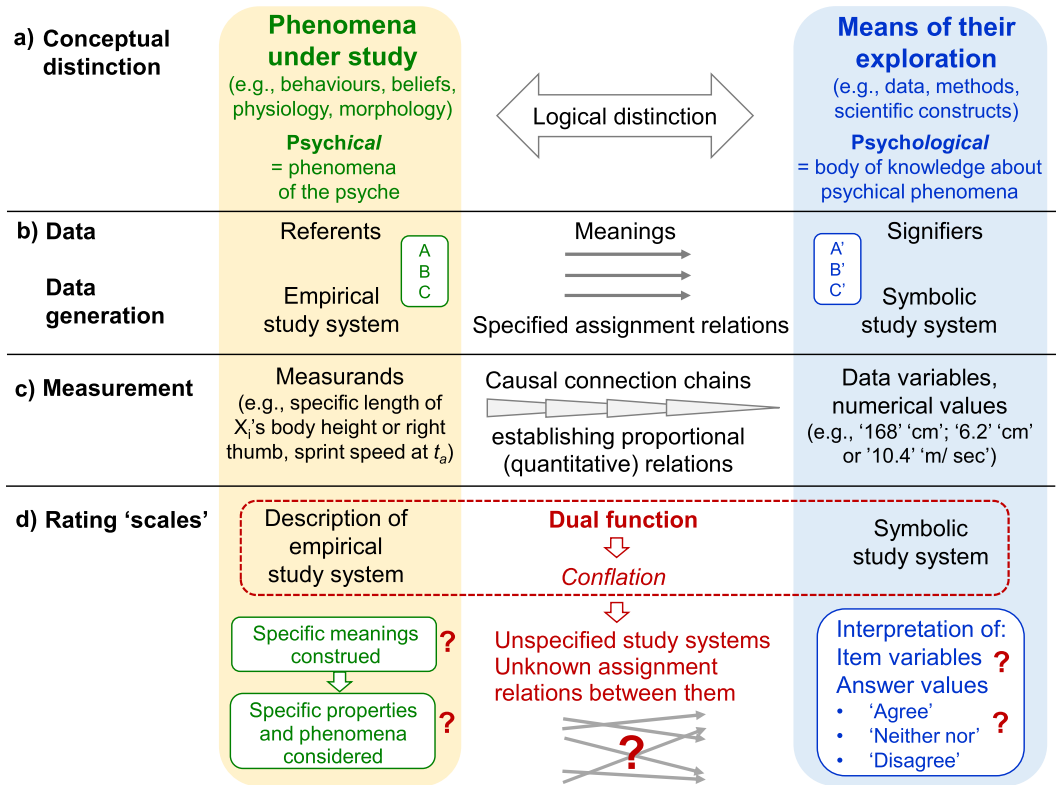 a) Conceptual
distinction
Phenomena
under study
(e.g., behaviours, beliefs,
physiology, morphology)
Psychical
= phenomena
of the psyche
Logical distinction
Means of their
exploration
(e.g., data, methods,
scientific constructs)
Psychological
= body of knowledge about
psychical phenomena
b) Data
Data
generation
Referents
A
B
C
Empirical
study system
Meanings
Specified assignment relations
Signifiers
A’
B’
C’
Symbolic
study system
c) Measurement
Measurands
(e.g., specific length of
Xi’s body height or right
thumb, sprint speed at ta)
Causal connection chains
establishing proportional
(quantitative) relations
Data variables,
numerical values
(e.g., ‘168’ ‘cm’; ‘6.2’ ‘cm’
or ’10.4’ ‘m/ sec’)
d) Rating ‘scales’
Description of
empirical
study system
Dual function
Conflation
Symbolic
study system
Specific meanings
construed
?
Specific properties
and phenomena
considered
?
Unspecified study systems
Unknown assignment
relations between them
?
Interpretation of:
Item variables
?
Answer values
• ‘Agree’
?
• ‘Neither nor’
• ‘Disagree’